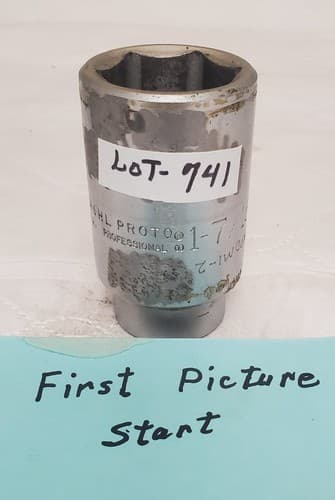 LOT-741
PROTO®
PROFESSIONAL ®
1-7
First Picture
Start